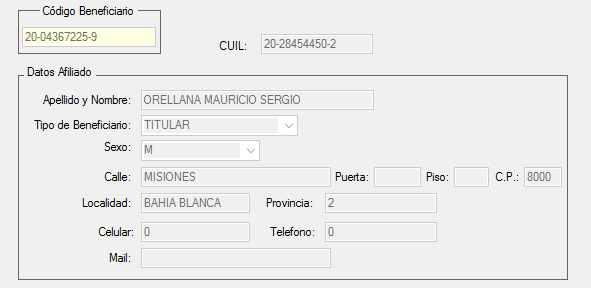 Código Beneficiario
20-04367225-9
CUIL: 20-28454450-2
Datos Afiliado
Apellido y Nombre: ORELLANA MAURICIO SERGIO
Tipo de Beneficiario: TITULAR
Sexo: M
Calle: MISIONES Puerta: Piso: C.P.: 8000
Localidad: BAHIA BLANCA Provincia: 2
Celular: 0 Telefono: 0
Mail: